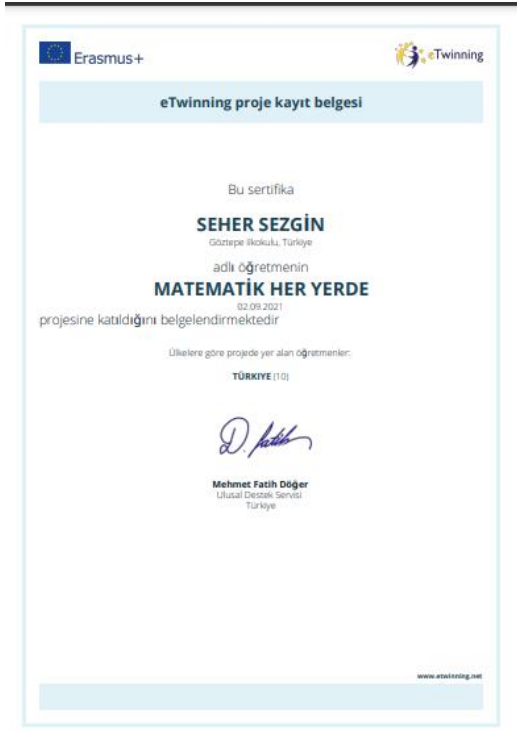 Erasmus+
eTwinning
eTwinning proje kayıt belgesi
Bu sertifika
SEHER SEZGİN
Göztepe İlkokulu, Türkiye
adlı öğretmenin
MATEMATİK HER YERDE
02.09.2021
projesine katıldığını belgelendirmektedir
Ülkelere göre projede yer alan öğretmenler:
TÜRKIYE (10)
D. fatih
Mehmet Fatih Döğer
Ulusal Destek Servisi
Türkiye
www.etwinning.net